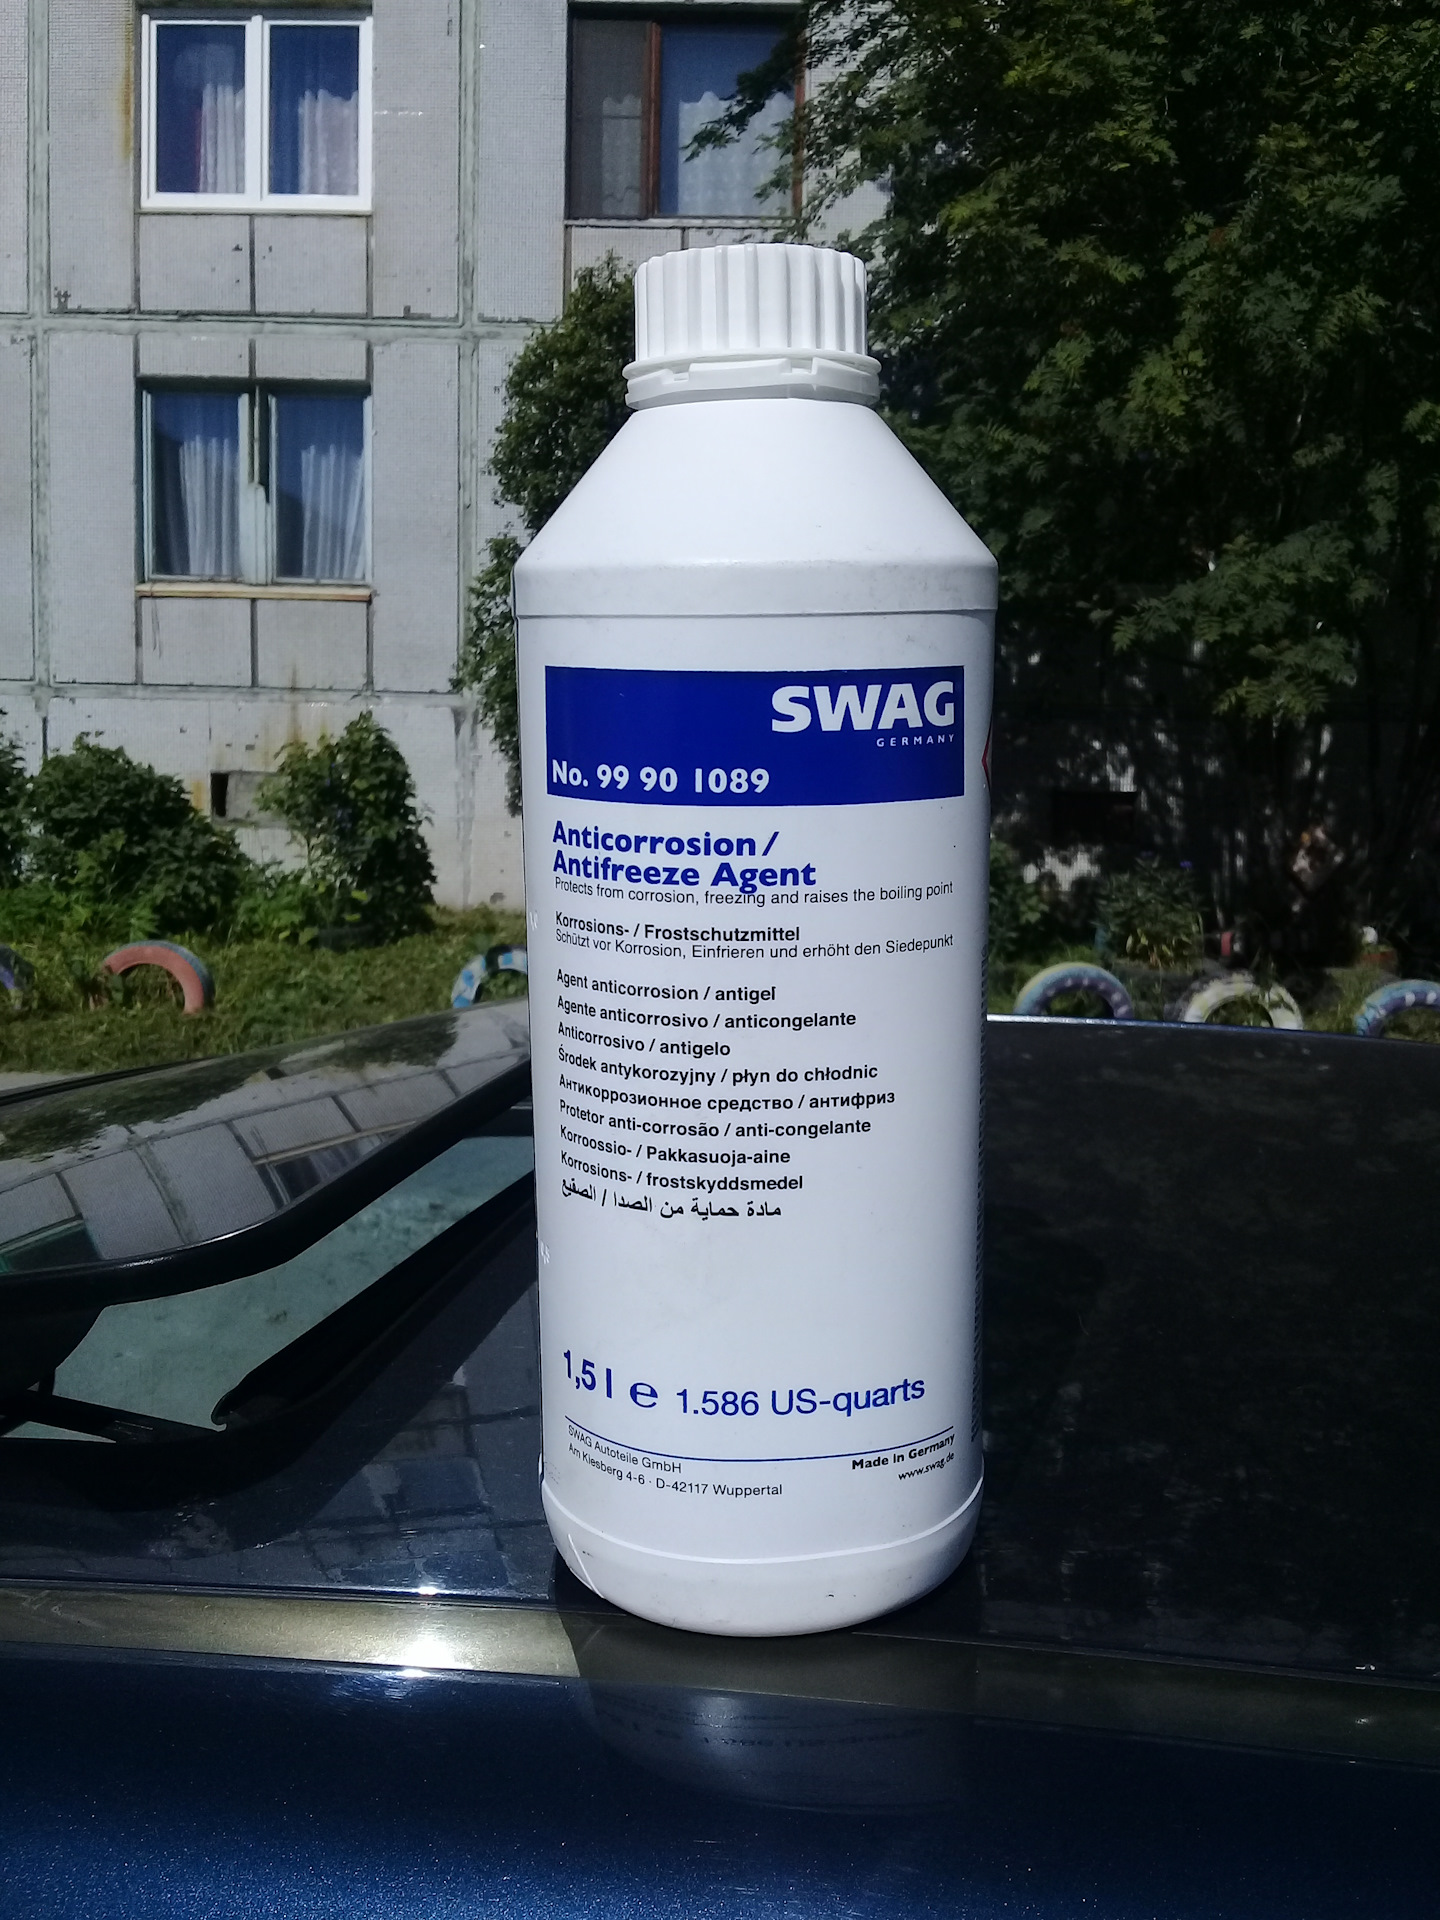 SWAG
GERMANY
No. 99 90 1089
Anticorrosion /
Antifreeze Agent
Protects from corrosion, freezing and raises the boiling point
Korrosions- / Frostschutzmittel
Schützt vor Korrosion, Einfrieren und erhöht den Siedepunkt
Agent anticorrosion / antigel
Agente anticorrosivo / anticongelante
Anticorrosivo / antigelo
Środek antykorozyjny / płyn do chłodnic
Антикоррозионное средство / антифриз
Protetor anti-corrosão / anti-congelante
Korroossio- / Pakkasuoja-aine
Korrosions- / frostskyddsmedel
مادة حماية من الصدا / الصقيع
1,5 l e 1.586 US-quarts
SWAG Autoteile GmbH
Am Kiesberg 4-6 · D-42117 Wuppertal
Made in Germany
www.swag.de